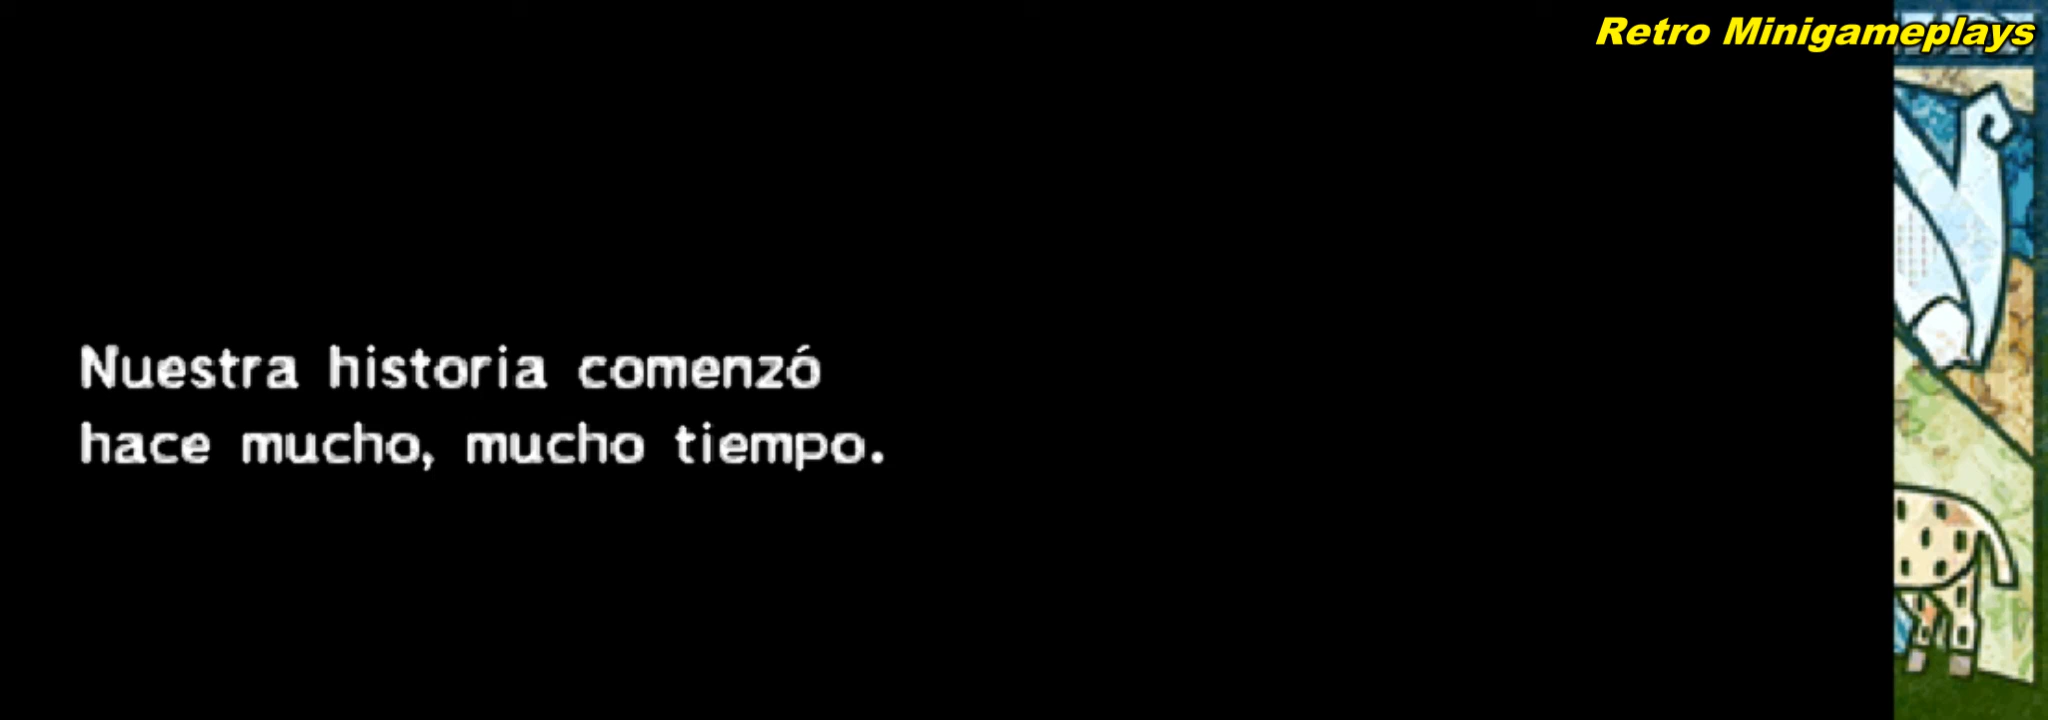 Retro Minigameplays
Nuestra historia comenzó
hace mucho, mucho tiempo.